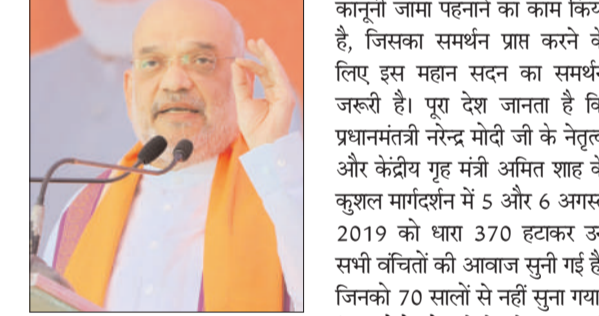 कानूनी जामा पहनाने का काम किय
है, जिसका समर्थन प्राप्त करने वे
लिए इस महान सदन का समर्थन
जरूरी है। पूरा देश जानता है कि
प्रधानमंत्री नरेन्द्र मोदी जी के नेतृत्व
और केंद्रीय गृह मंत्री अमित शाह वे
कुशल मार्गदर्शन में 5 और 6 अगस्त
2019 को धारा 370 हटाकर उन
सभी वंचितों की आवाज सुनी गई है
जिनको 70 सालों से नहीं सुना गया